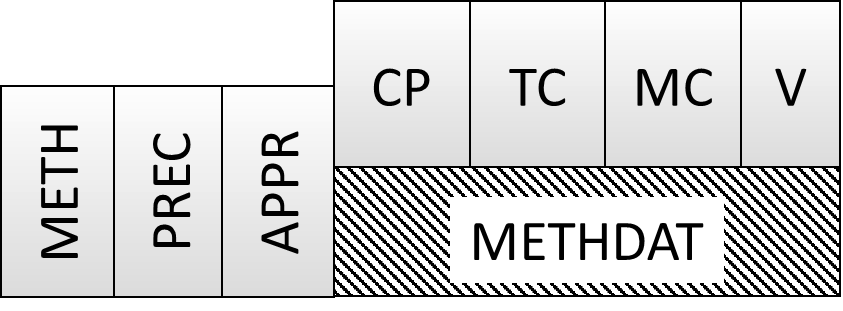 CP TC MC V
METH PREC APPR
METHDAT